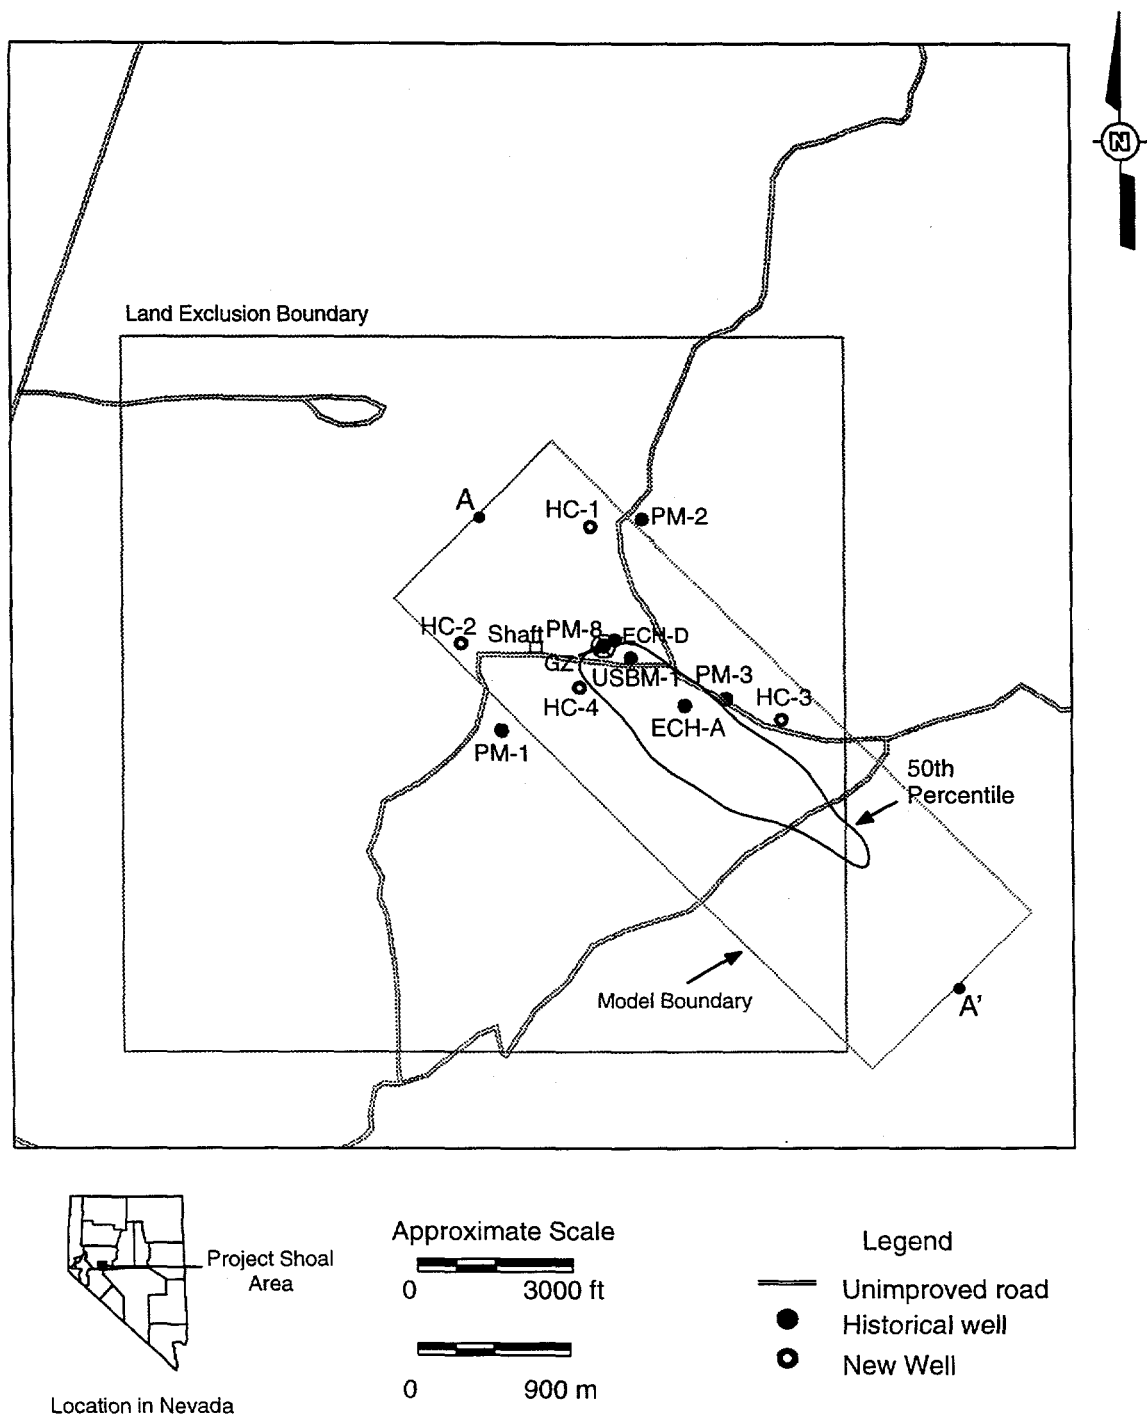 N
Land Exclusion Boundary
A
HC-1
PM-2
HC-2
Shaft
PM-8
ECH-D
GZ
USBM-1
PM-3
HC-4
HC-3
ECH-A
PM-1
50th
Percentile
Model Boundary
A'
Approximate Scale
0 3000 ft
0 900 m
Project Shoal
Area
Location in Nevada
Legend
Unimproved road
Historical well
New Well